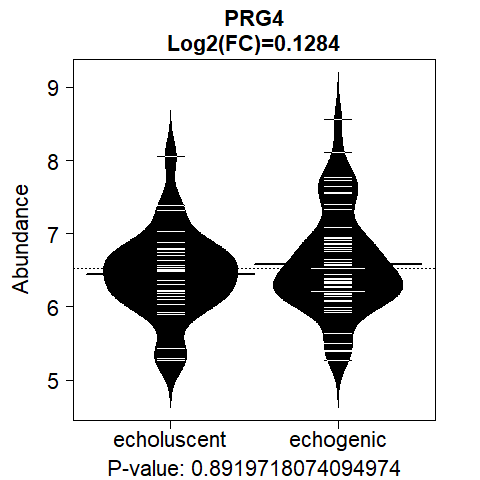 PRG4
Log2(FC)=0.1284
9
8
7
6
5
Abundance
echoluscent echogenic
P-value: 0.8919718074094974